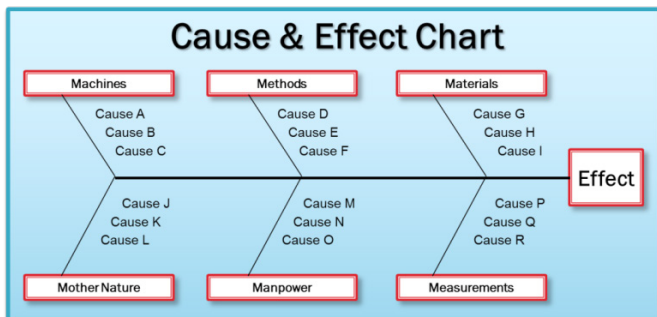 Cause & Effect Chart
Machines
Methods
Materials
Cause A
Cause B
Cause C
Cause D
Cause E
Cause F
Cause G
Cause H
Cause I
Effect
Cause J
Cause K
Cause L
Cause M
Cause N
Cause O
Cause P
Cause Q
Cause R
Mother Nature
Manpower
Measurements